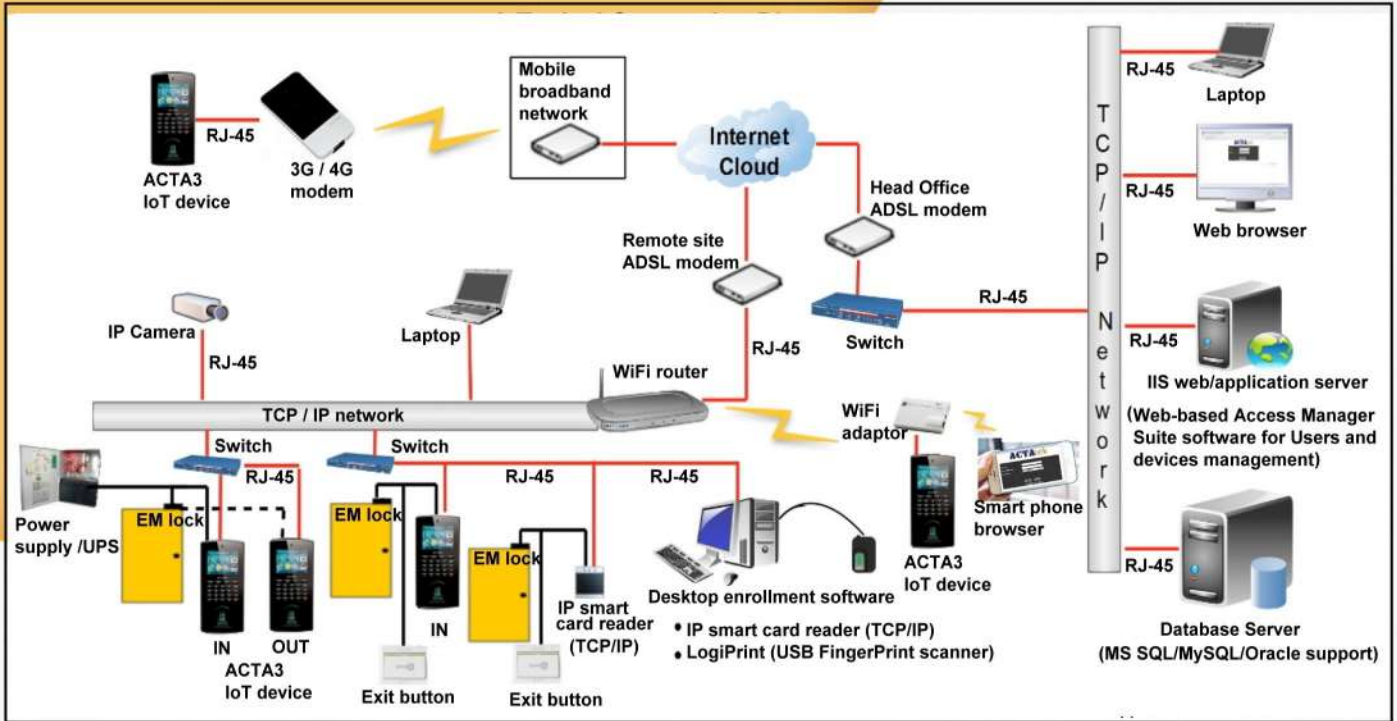 Mobile
broadband
network
RJ-45
3G / 4G
modem
ACTA3
IoT device
Internet
Cloud
Head Office
ADSL modem
Remote site
ADSL modem
RJ-45
Switch
RJ-45
TCP/IP Network
RJ-45
Laptop
RJ-45
Web browser
RJ-45
IIS web/application server
(Web-based Access Manager
Suite software for Users and
devices management)
RJ-45
Database Server
(MS SQL/MySQL/Oracle support)
IP Camera
RJ-45
Laptop
WiFi router
TCP / IP network
WiFi
adaptor
ACTAtek
Smart phone
browser
ACTA3
IoT device
Switch
RJ-45
Switch
RJ-45
RJ-45
Power
supply /UPS
EM lock
IN
OUT
ACTA3
IoT device
EM lock
IN
Exit button
EM lock
Exit button
IP smart
card reader
(TCP/IP)
Desktop enrollment software
• IP smart card reader (TCP/IP)
• LogiPrint (USB FingerPrint scanner)